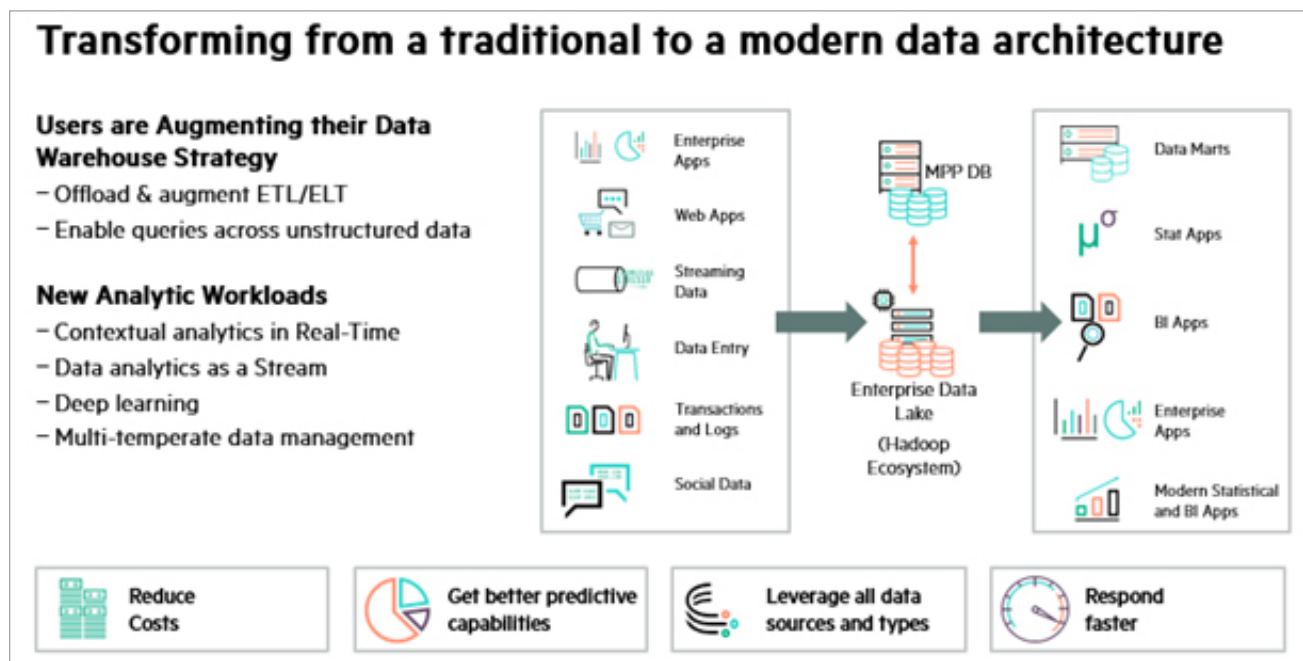 Transforming from a traditional to a modern data architecture
Users are Augmenting their Data
Warehouse Strategy
– Offload & augment ETL/ELT
– Enable queries across unstructured data
New Analytic Workloads
– Contextual analytics in Real-Time
– Data analytics as a Stream
– Deep learning
– Multi-temperate data management
Enterprise
Apps
Web Apps
Streaming
Data
Data Entry
Transactions
and Logs
Social Data
MPP DB
Enterprise Data
Lake
(Hadoop
Ecosystem)
Data Marts
μσ
Stat Apps
BI Apps
Enterprise
Apps
Modern Statistical
and BI Apps
Reduce
Costs
Get better predictive
capabilities
Leverage all data
sources and types
Respond
faster